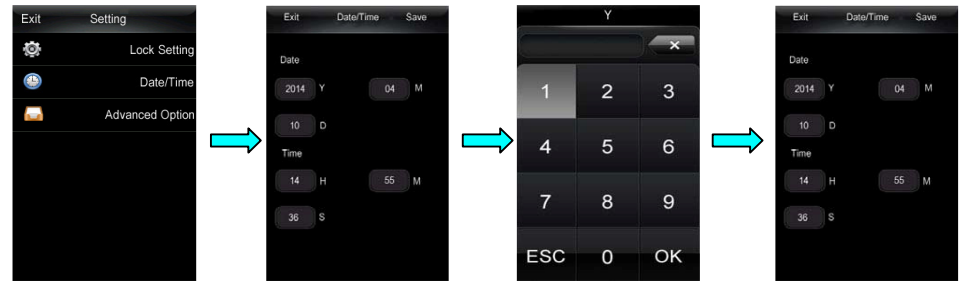 Exit Setting
Lock Setting
Date/Time
Advanced Option
Exit Date/Time Save
Date
2014 Y 04 M
10 D
Time
14 H 55 M
36 S
Y
×
1 2 3
4 5 6
7 8 9
ESC 0 OK
Exit Date/Time Save
Date
2014 Y 04 M
10 D
Time
14 H 55 M
36 S